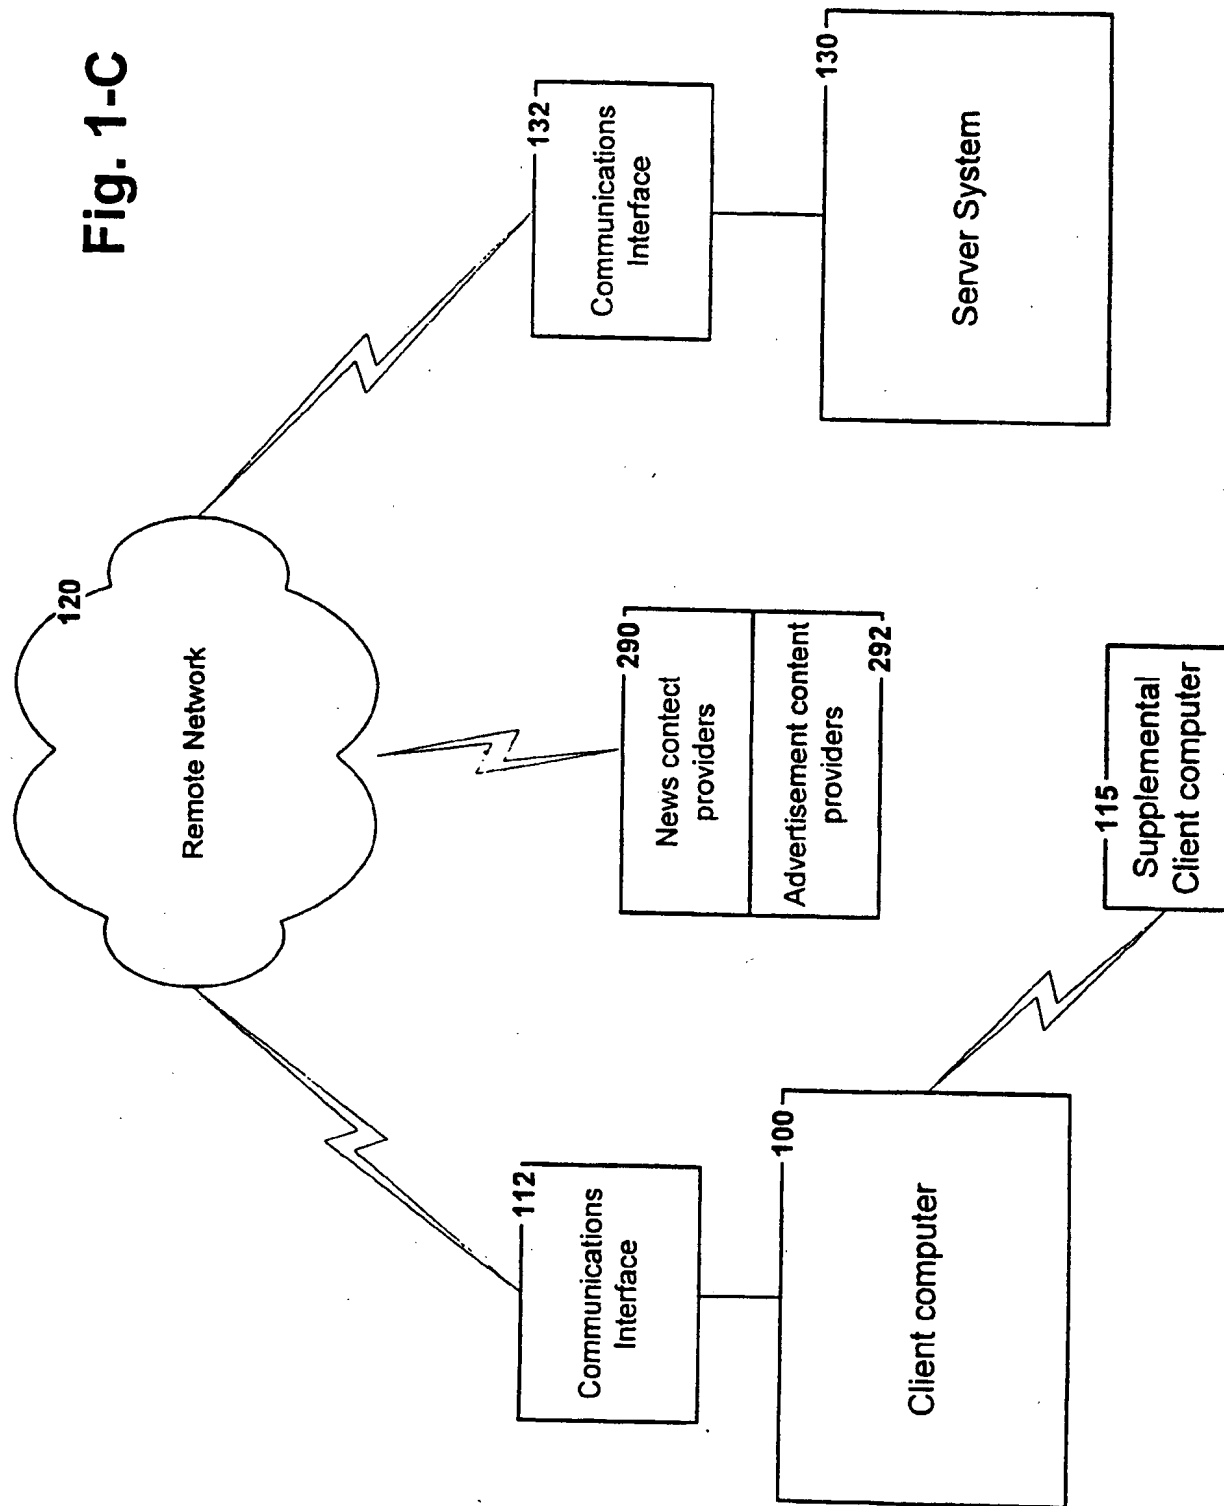 Fig. 1-C
120
Remote Network
132
Communications
Interface
130
Server System
290
News contect
providers
Advertisement content
providers
292
112
Communications
Interface
100
Client computer
115
Supplemental
Client computer